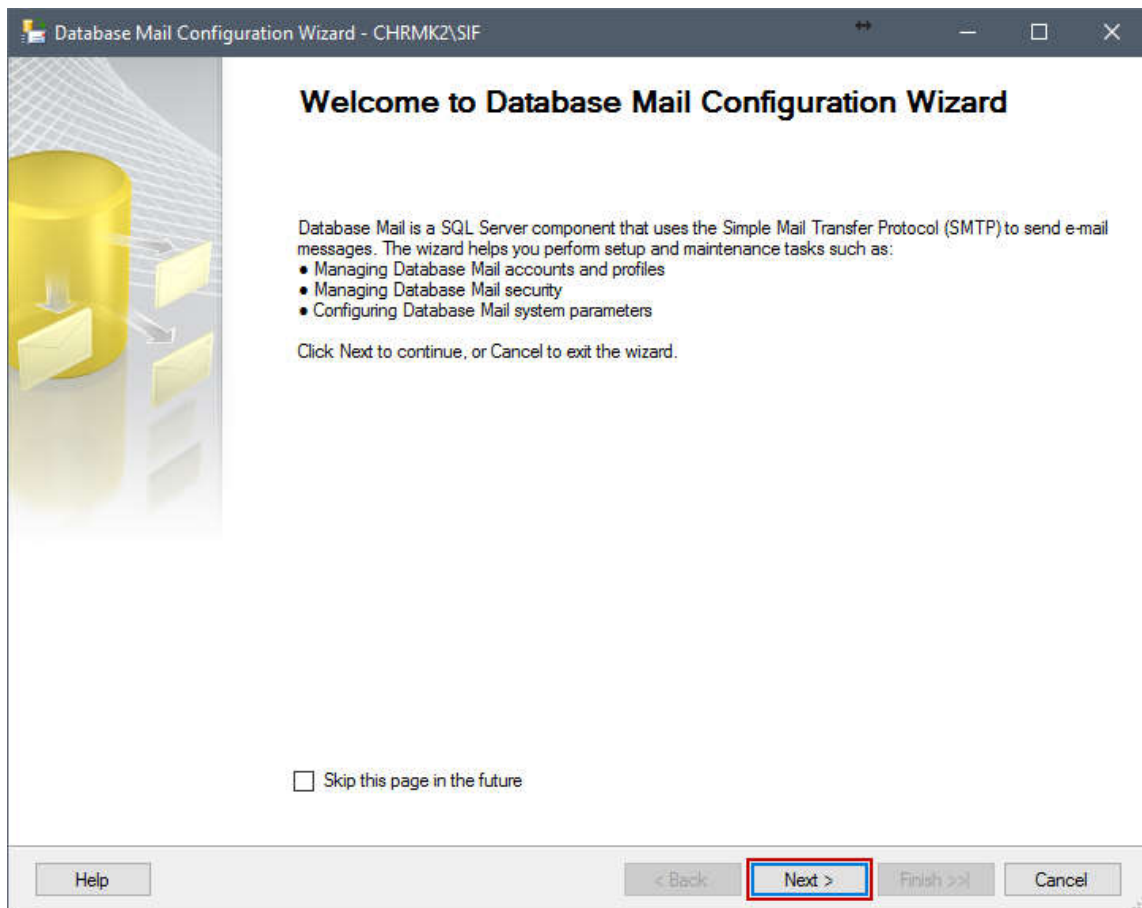 Database Mail Configuration Wizard - CHRMK2\SIF
Welcome to Database Mail Configuration Wizard
Database Mail is a SQL Server component that uses the Simple Mail Transfer Protocol (SMTP) to send e-mail
messages. The wizard helps you perform setup and maintenance tasks such as:
● Managing Database Mail accounts and profiles
● Managing Database Mail security
● Configuring Database Mail system parameters
Click Next to continue, or Cancel to exit the wizard.
Skip this page in the future
Help < Back Next > Finish >>| Cancel